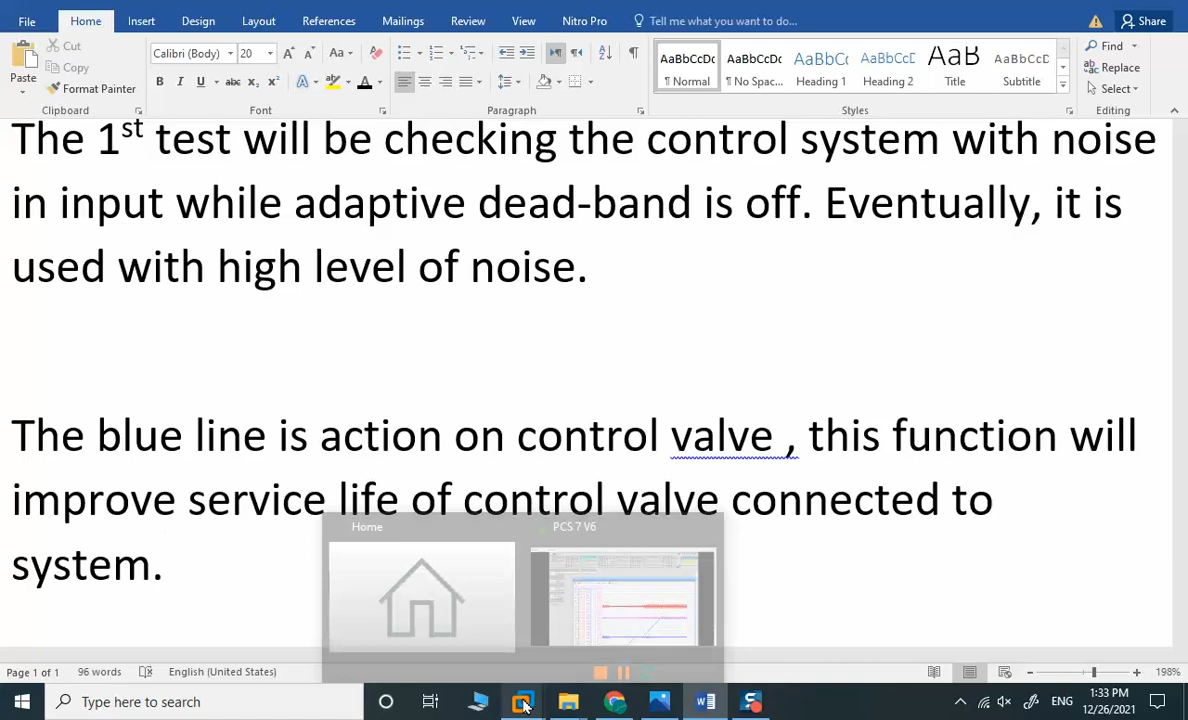 File Home Insert Design Layout References Mailings Review View Nitro Pro Tell me what you want to do... Share
Paste Cut Copy Format Painter
Calibri (Body) 20
AaBbCcDc AaBbCcDc AaBbCc AaBbCcC AaB AaBbCcD
¶ Normal ¶ No Spac... Heading 1 Heading 2 Title Subtitle
Find Replace Select
Clipboard Font Paragraph Styles Editing
The 1st test will be checking the control system with noise
in input while adaptive dead-band is off. Eventually, it is
used with high level of noise.
The blue line is action on control valve , this function will
improve service life of control valve connected to
system.
Home PCS 7 V6
Page 1 of 1 96 words English (United States) 198%
Type here to search
ENG 1:33 PM
12/26/2021